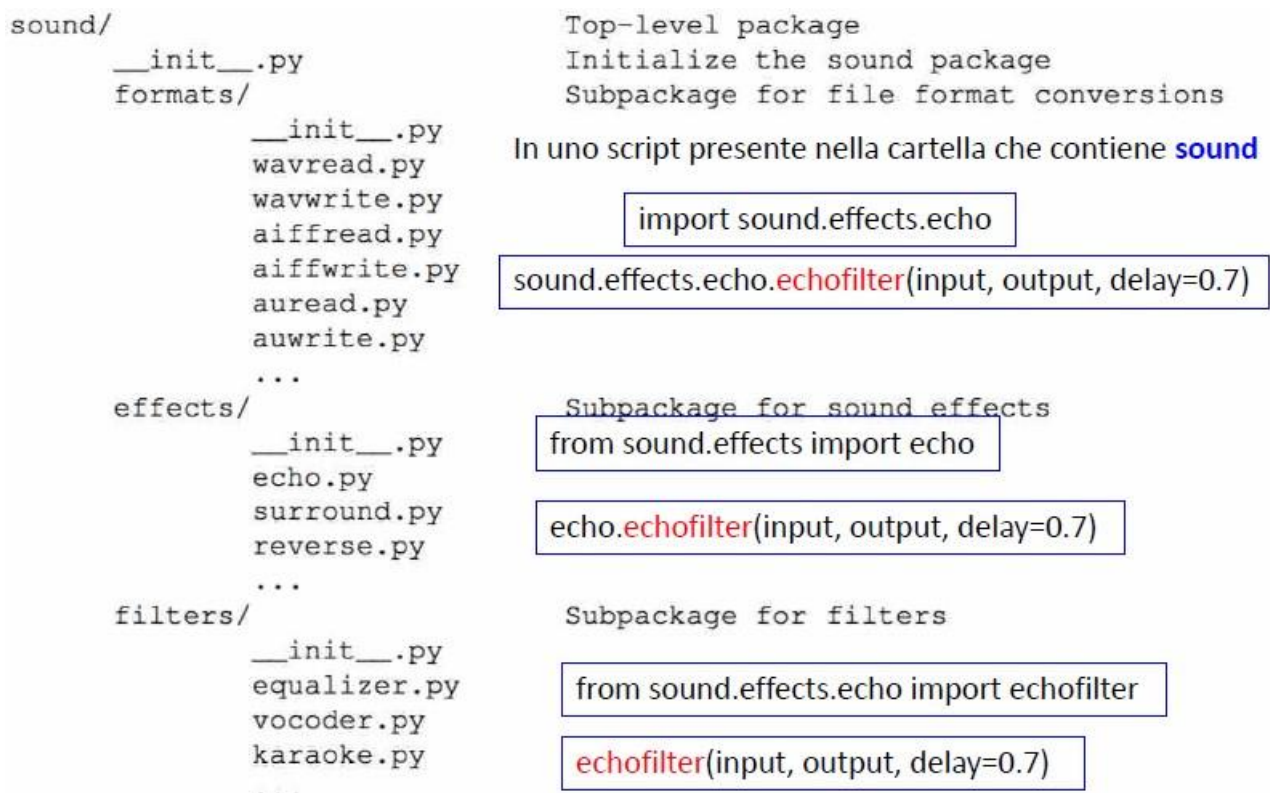 sound/ Top-level package
__init__.py Initialize the sound package
formats/ Subpackage for file format conversions
__init__.py
In uno script presente nella cartella che contiene sound
wavread.py
wavwrite.py
import sound.effects.echo
aiffread.py
aiffwrite.py
sound.effects.echo.echofilter(input, output, delay=0.7)
auread.py
auwrite.py
...
effects/ Subpackage for sound effects
__init__.py
from sound.effects import echo
echo.py
surround.py
echo.echofilter(input, output, delay=0.7)
reverse.py
...
filters/ Subpackage for filters
__init__.py
equalizer.py
from sound.effects.echo import echofilter
vocoder.py
karaoke.py
echofilter(input, output, delay=0.7)
...